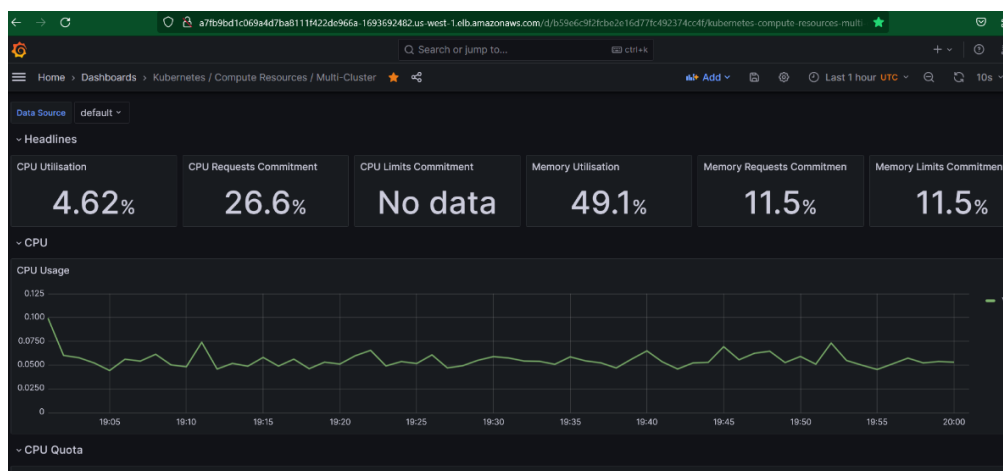 a7fb9bd1c069a4d7ba8111f422de966a-1693692482.us-west-1.elb.amazonaws.com/d/b59e6c9f2fcbe2e16d77fc492374cc4f/kubernetes-compute-resources-multi
Search or jump to... ctrl+k
Home > Dashboards > Kubernetes / Compute Resources / Multi-Cluster Add Last 1 hour UTC 10s
Data Source default
Headlines
CPU Utilisation CPU Requests Commitment CPU Limits Commitment Memory Utilisation Memory Requests Commitmen Memory Limits Commitmen
4.62% 26.6% No data 49.1% 11.5% 11.5%
CPU
CPU Usage
0.125
0.100
0.0750
0.0500
0.0250
0
19:05 19:10 19:15 19:20 19:25 19:30 19:35 19:40 19:45 19:50 19:55 20:00
CPU Quota